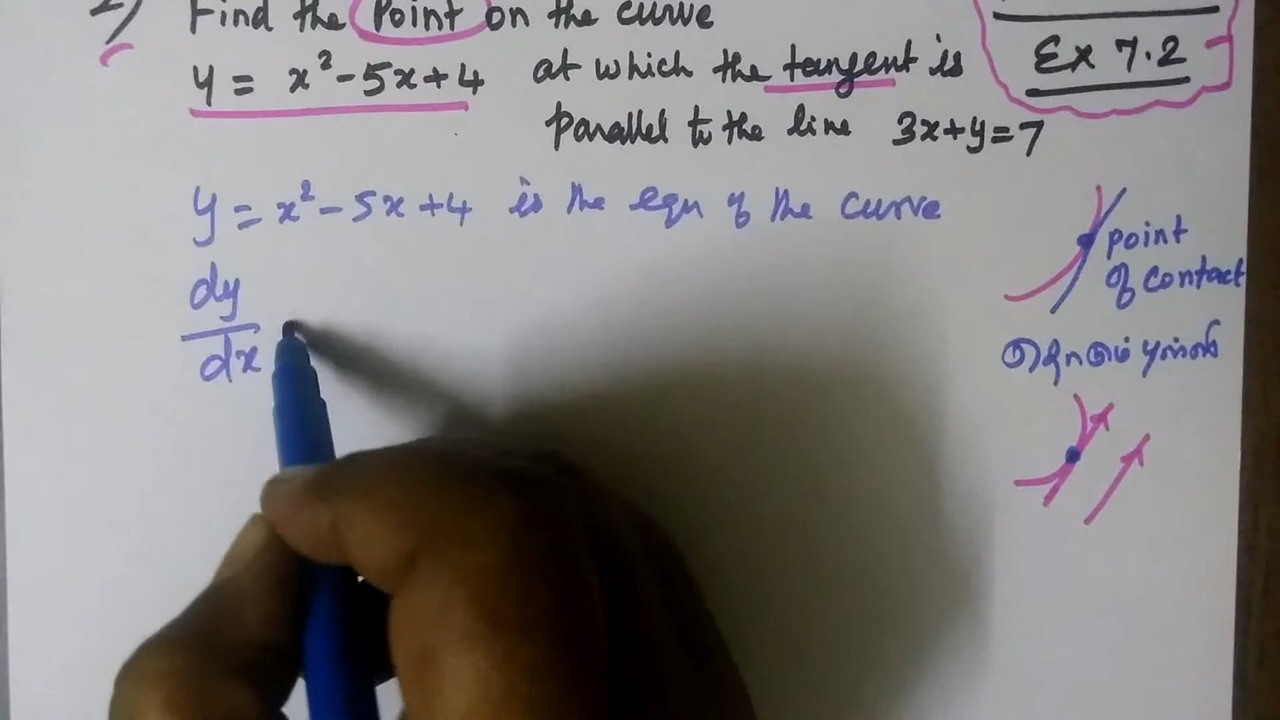 2) Find the Point on the curve
y = x² - 5x + 4 at which the tangent is
parallel to the line 3x + y = 7
Ex 7.2
y = x² - 5x + 4 is the eqn of the curve
dy
dx
point
of contact
தொடும் புள்ளி